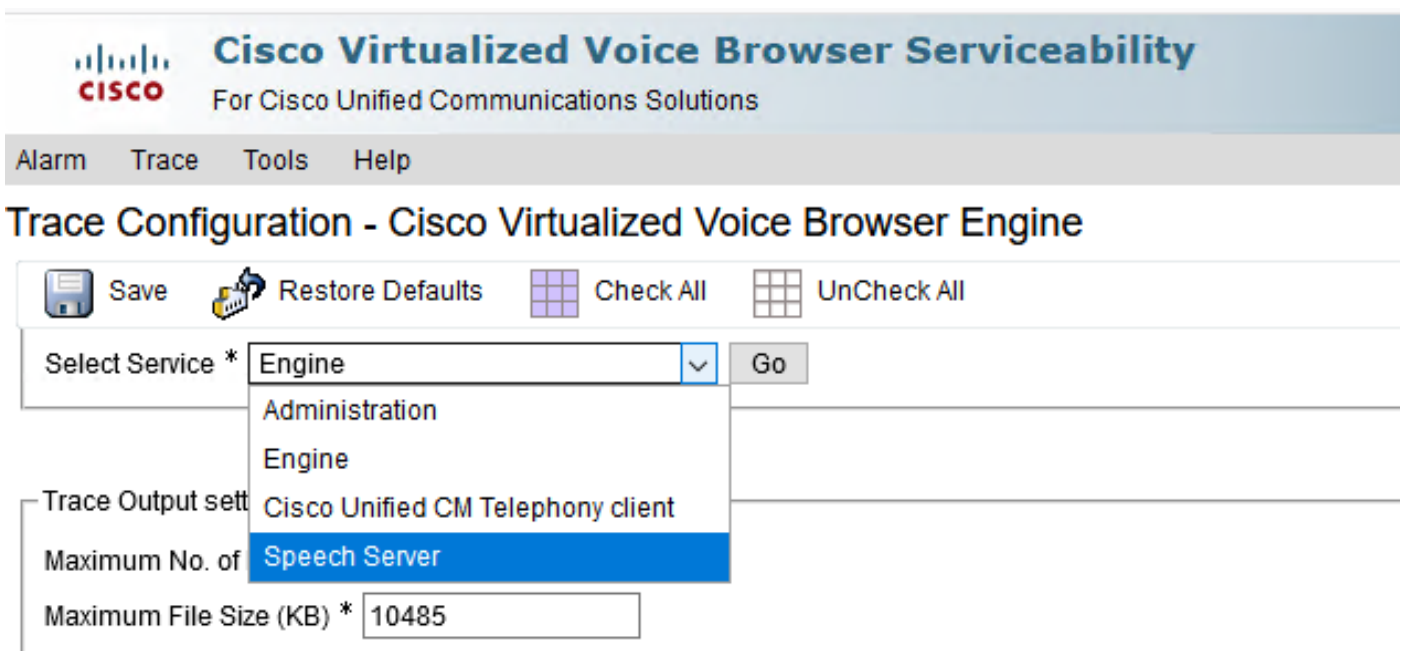 Cisco Virtualized Voice Browser Serviceability
CISCO
For Cisco Unified Communications Solutions
Alarm Trace Tools Help
Trace Configuration - Cisco Virtualized Voice Browser Engine
Save Restore Defaults Check All UnCheck All
Select Service * Engine Go
Administration
Engine
Trace Output sett
Cisco Unified CM Telephony client
Maximum No. of
Speech Server
Maximum File Size (KB) * 10485